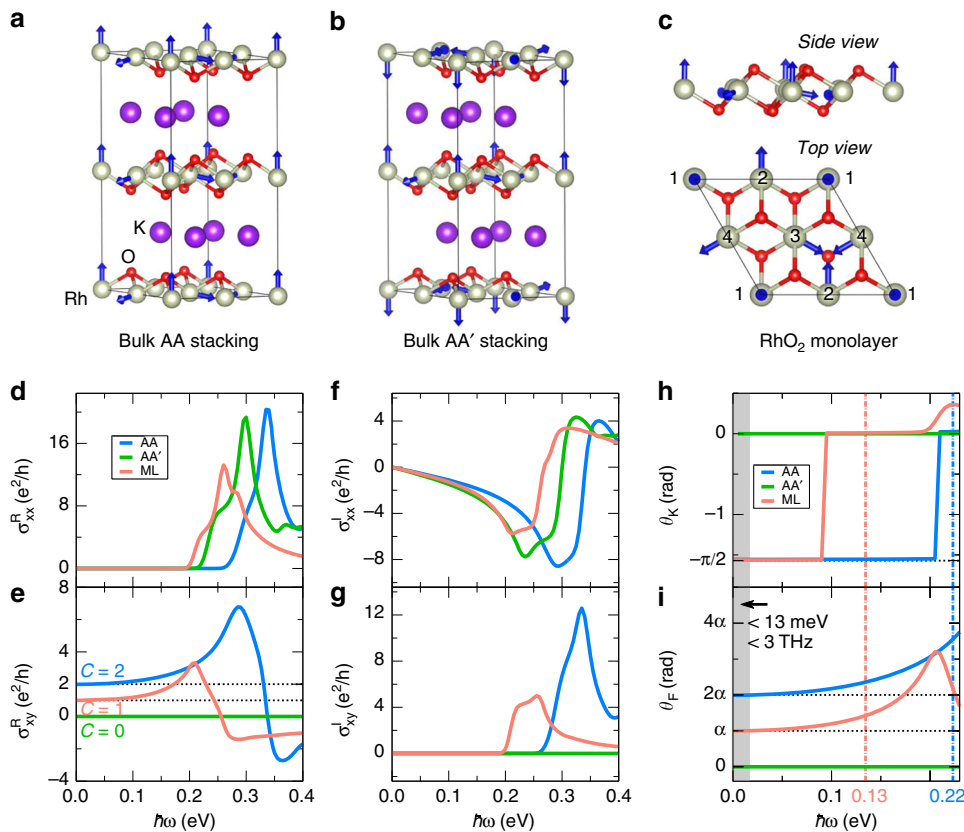 a
b
c
Side view
Top view
1 2 1
4 3 4
1 2 1
K
O
Rh
Bulk AA stacking
Bulk AA′ stacking
RhO2 monolayer
d
σᴿxx (e²/h)
16
8
0
AA
AA′
ML
e
σᴿxy (e²/h)
8
6
4
2
0
−4
C = 2
C = 1
C = 0
0.0 0.1 0.2 0.3 0.4
ħω (eV)
f
σᴵxx (e²/h)
4
0
−4
−8
g
σᴵxy (e²/h)
12
8
4
0
0.0 0.1 0.2 0.3 0.4
ħω (eV)
h
θK (rad)
0
−1
−π/2
AA
AA′
ML
i
θF (rad)
4α
2α
α
0
< 13 meV
< 3 THz
0.0 0.1 0.13 0.22
ħω (eV)